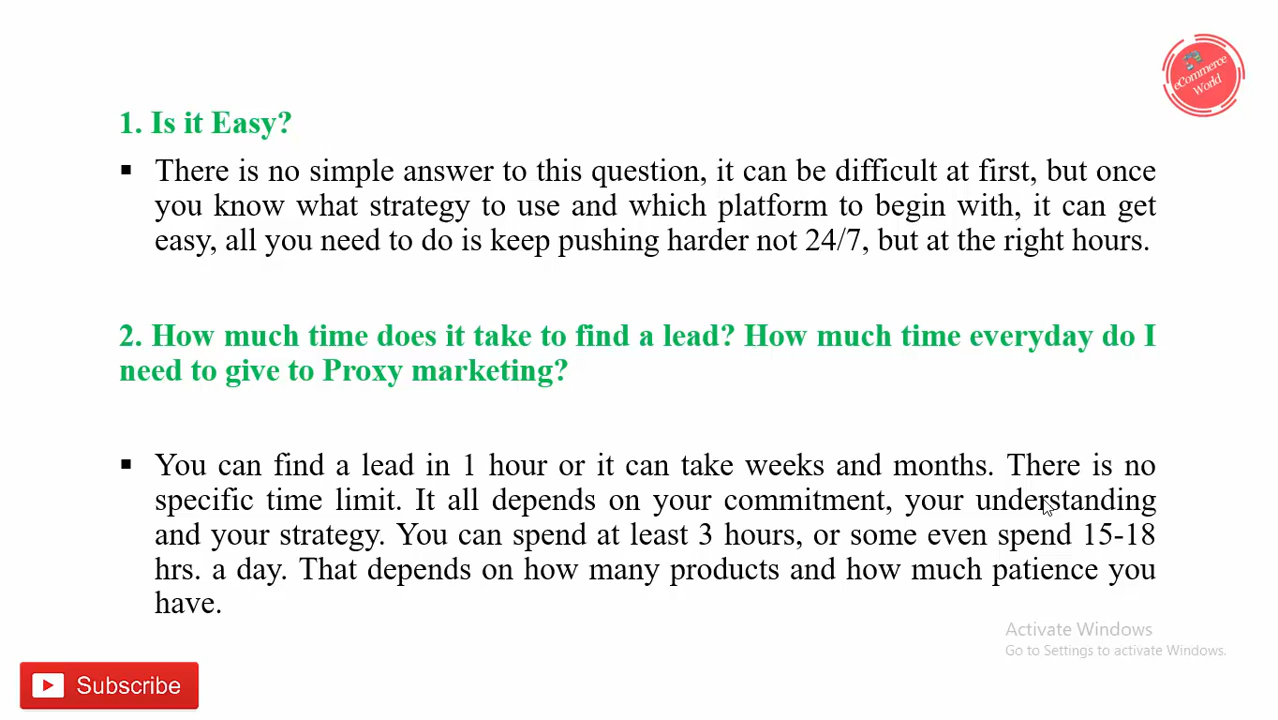 eCommerce
World
1. Is it Easy?
▪ There is no simple answer to this question, it can be difficult at first, but once
you know what strategy to use and which platform to begin with, it can get
easy, all you need to do is keep pushing harder not 24/7, but at the right hours.
2. How much time does it take to find a lead? How much time everyday do I
need to give to Proxy marketing?
▪ You can find a lead in 1 hour or it can take weeks and months. There is no
specific time limit. It all depends on your commitment, your understanding
and your strategy. You can spend at least 3 hours, or some even spend 15-18
hrs. a day. That depends on how many products and how much patience you
have.
Activate Windows
Go to Settings to activate Windows.
Subscribe